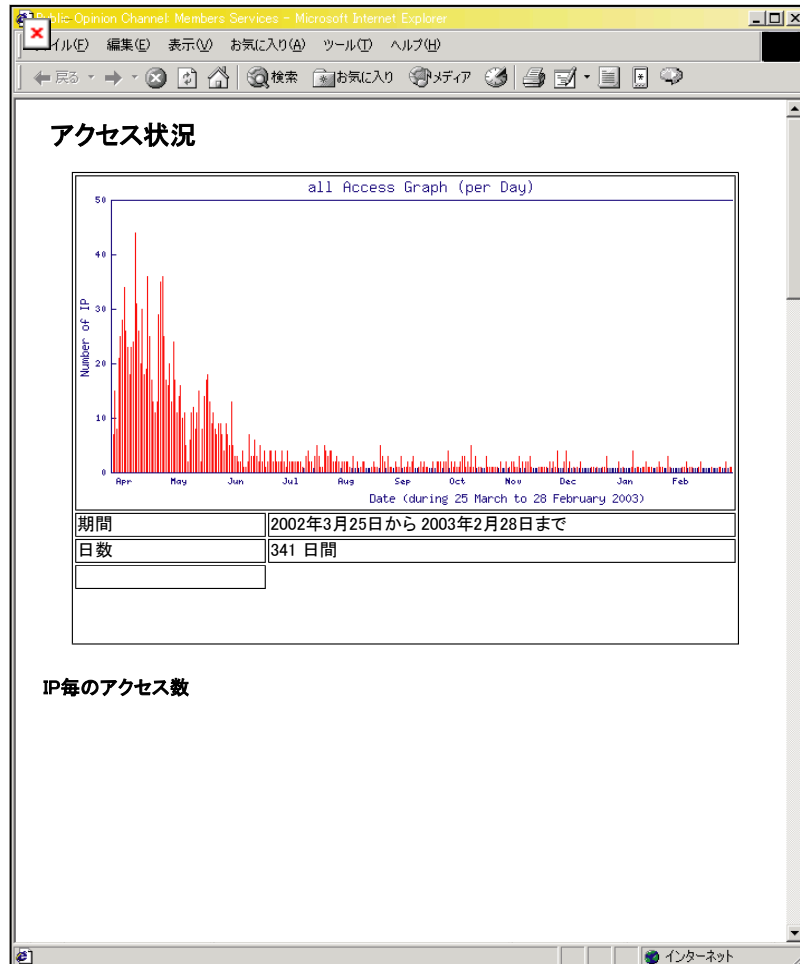 Public Opinion Channel: Members Services - Microsoft Internet Explorer
イル(F) 編集(E) 表示(V) お気に入り(A) ツール(T) ヘルプ(H)
戻る 検索 お気に入り メディア
アクセス状況
all Access Graph (per Day)
50
40
30
20
10
0
Number of IP
Apr May Jun Jul Aug Sep Oct Nov Dec Jan Feb
Date (during 25 March to 28 February 2003)
期間 2002年3月25日から 2003年2月28日まで
日数 341 日間
IP毎のアクセス数
インターネット